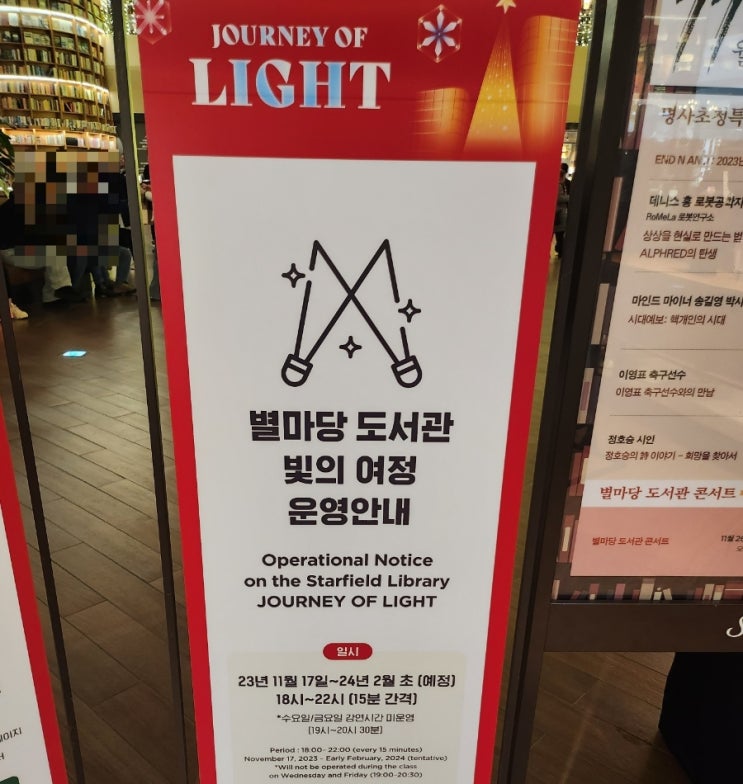 JOURNEY OF
LIGHT
별마당 도서관
빛의 여정
운영안내
Operational Notice
on the Starfield Library
JOURNEY OF LIGHT
일시
23년 11월 17일~24년 2월 초 (예정)
18시~22시 (15분 간격)
*수요일/금요일 강연시간 미운영
(19시~20시 30분)
Period : 18:00- 22:00 (every 15 minutes)
November 17, 2023 - Early February, 2024 (tentative)
*Will not be operated during the class
on Wednesday and Friday (19:00-20:30)
명사초청특
2023년
데니스 홍 로봇공학자
RoMeLa 로봇연구소
상상을 현실로 만드는 법
ALPHRED의 탄생
마인드 마이너 송길영 박사
시대예보: 핵개인의 시대
이영표 축구선수
이영표 축구선수와의 만남
정호승 시인
정호승의 詩 이야기 - 희망을 찾아서
별마당 도서관 콘서트
별마당 도서관 콘서트
11월 26